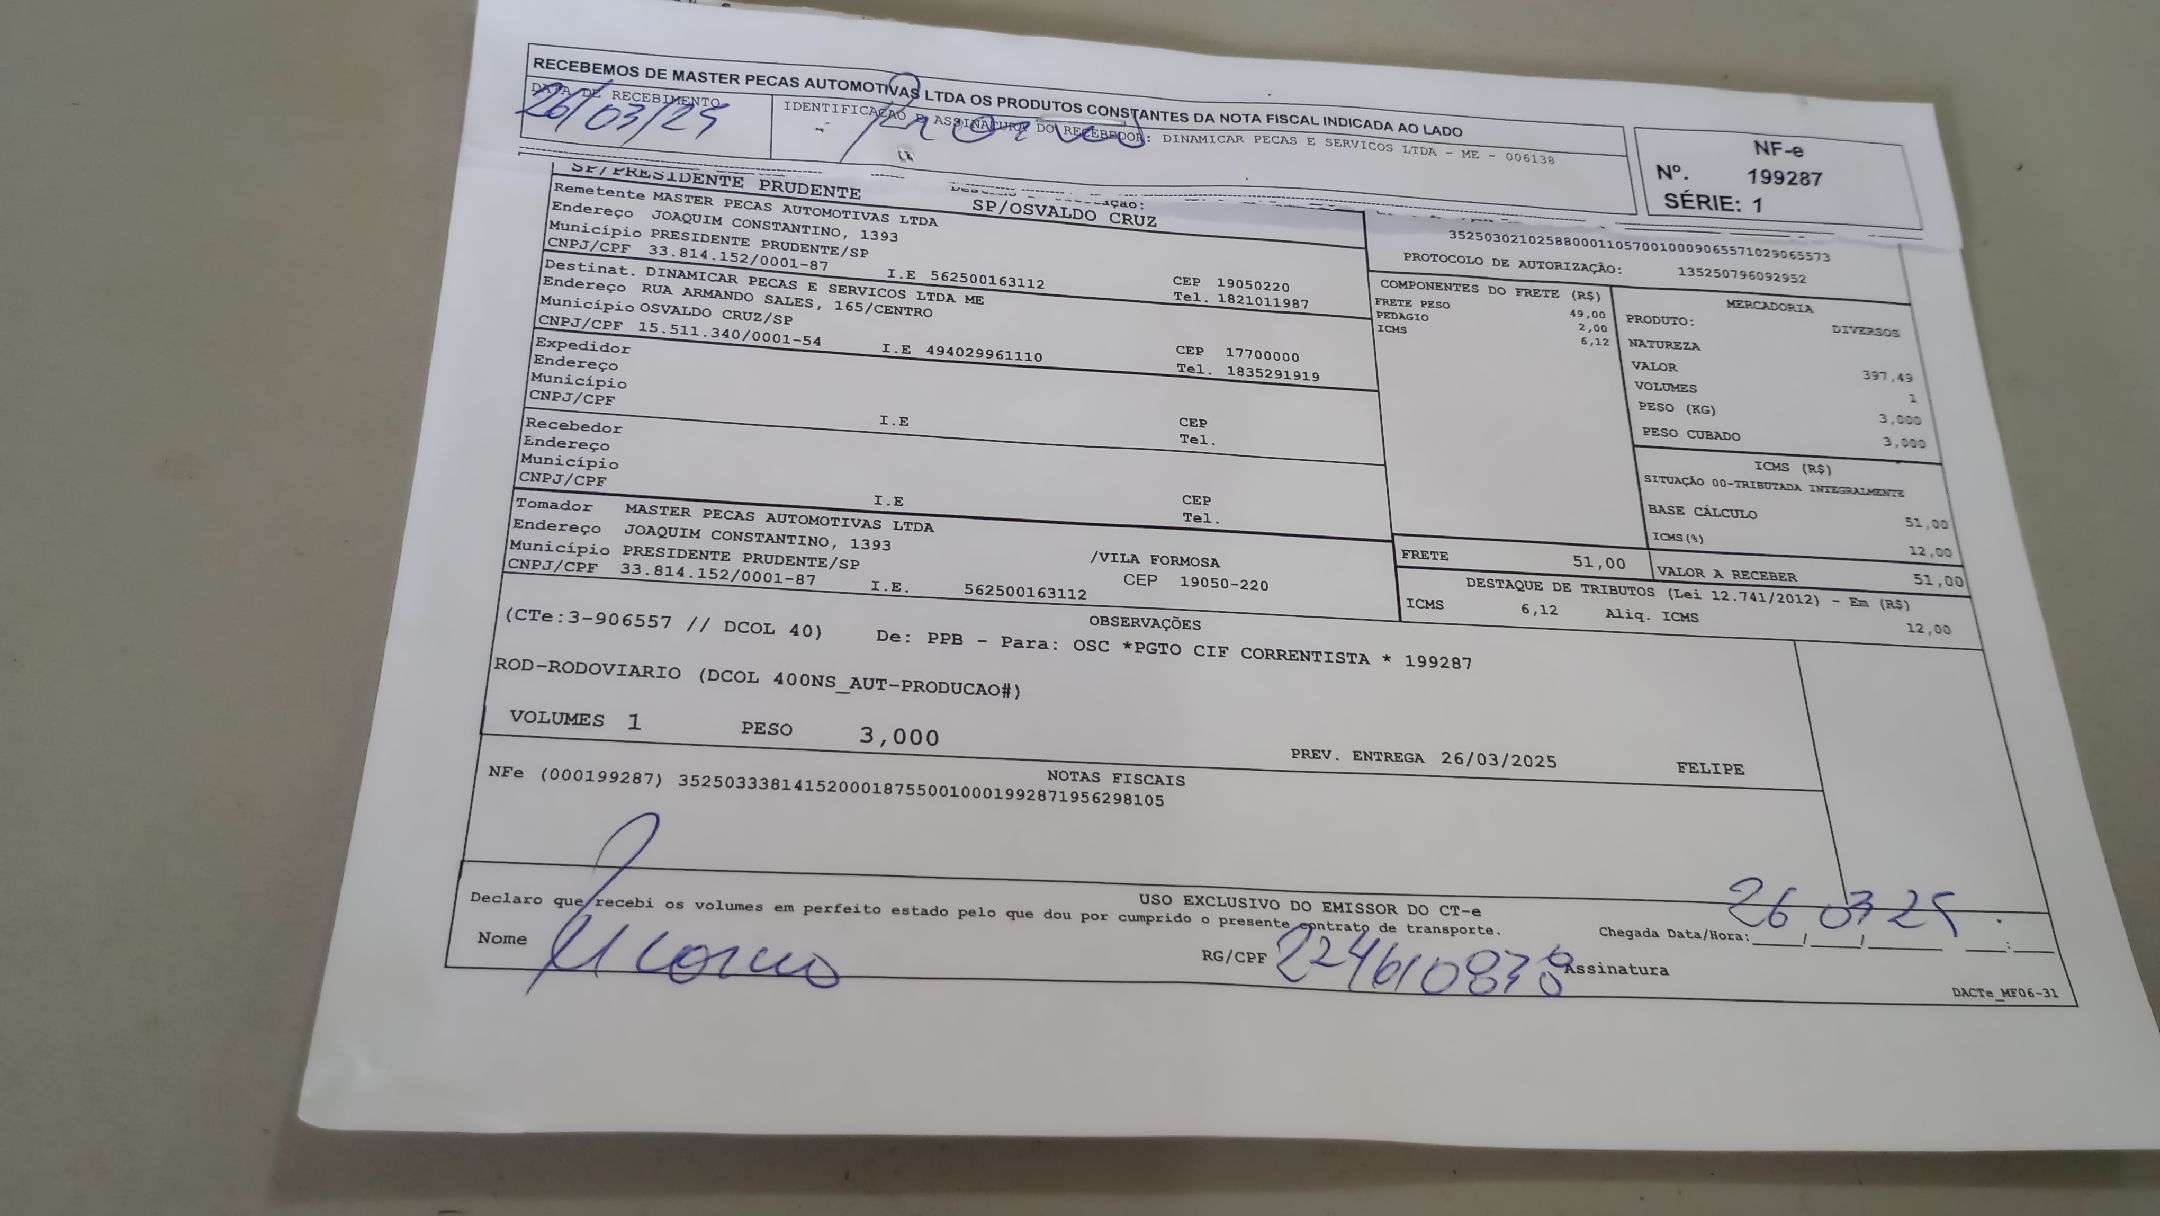 RECEBEMOS DE MASTER PECAS AUTOMOTIVAS LTDA OS PRODUTOS CONSTANTES DA NOTA FISCAL INDICADA AO LADO
DATA DE RECEBIMENTO
26/03/25
IDENTIFICAÇÃO E ASSINATURA DO RECEBEDOR: DINAMICAR PECAS E SERVICOS LTDA - ME - 006138
NF-e
Nº. 199287
SÉRIE: 1
SP/PRESIDENTE PRUDENTE
SP/OSVALDO CRUZ
Remetente MASTER PECAS AUTOMOTIVAS LTDA
Endereço JOAQUIM CONSTANTINO, 1393
Município PRESIDENTE PRUDENTE/SP
CEP 19050220
CNPJ/CPF 33.814.152/0001-87 I.E 562500163112 Tel. 1821011987
Destinat. DINAMICAR PECAS E SERVICOS LTDA ME
Endereço RUA ARMANDO SALES, 165/CENTRO
Município OSVALDO CRUZ/SP
CEP 17700000
CNPJ/CPF 15.511.340/0001-54 I.E 494029961110 Tel. 1835291919
Expedidor
Endereço
Município
CEP
CNPJ/CPF I.E Tel.
Recebedor
Endereço
Município
CEP
CNPJ/CPF I.E Tel.
Tomador MASTER PECAS AUTOMOTIVAS LTDA
Endereço JOAQUIM CONSTANTINO, 1393 /VILA FORMOSA
Município PRESIDENTE PRUDENTE/SP CEP 19050-220
CNPJ/CPF 33.814.152/0001-87 I.E. 562500163112
35250302102588000110570010009065571029065573
PROTOCOLO DE AUTORIZAÇÃO: 135250796092952
COMPONENTES DO FRETE (R$)
FRETE PESO 49,00
PEDAGIO 2,00
ICMS 6,12
MERCADORIA
PRODUTO: DIVERSOS
NATUREZA
VALOR 397,49
VOLUMES 1
PESO (KG) 3,000
PESO CUBADO 3,000
ICMS (R$)
SITUAÇÃO 00-TRIBUTADA INTEGRALMENTE
BASE CÁLCULO 51,00
ICMS(%) 12,00
FRETE 51,00
VALOR A RECEBER 51,00
DESTAQUE DE TRIBUTOS (Lei 12.741/2012) - Em (R$)
ICMS 6,12 Aliq. ICMS 12,00
OBSERVAÇÕES
(CTe:3-906557 // DCOL 40) De: PPB - Para: OSC *PGTO CIF CORRENTISTA * 199287
ROD-RODOVIARIO (DCOL 400NS_AUT-PRODUCAO#)
VOLUMES 1 PESO 3,000 PREV. ENTREGA 26/03/2025 FELIPE
NOTAS FISCAIS
NFe (000199287) 35250333814152000187550010001992871956298105
USO EXCLUSIVO DO EMISSOR DO CT-e
Declaro que recebi os volumes em perfeito estado pelo que dou por cumprido o presente contrato de transporte.
Chegada Data/Hora: 26 03 25
Nome
RG/CPF 224610838
Assinatura
DACTe_MF06-31